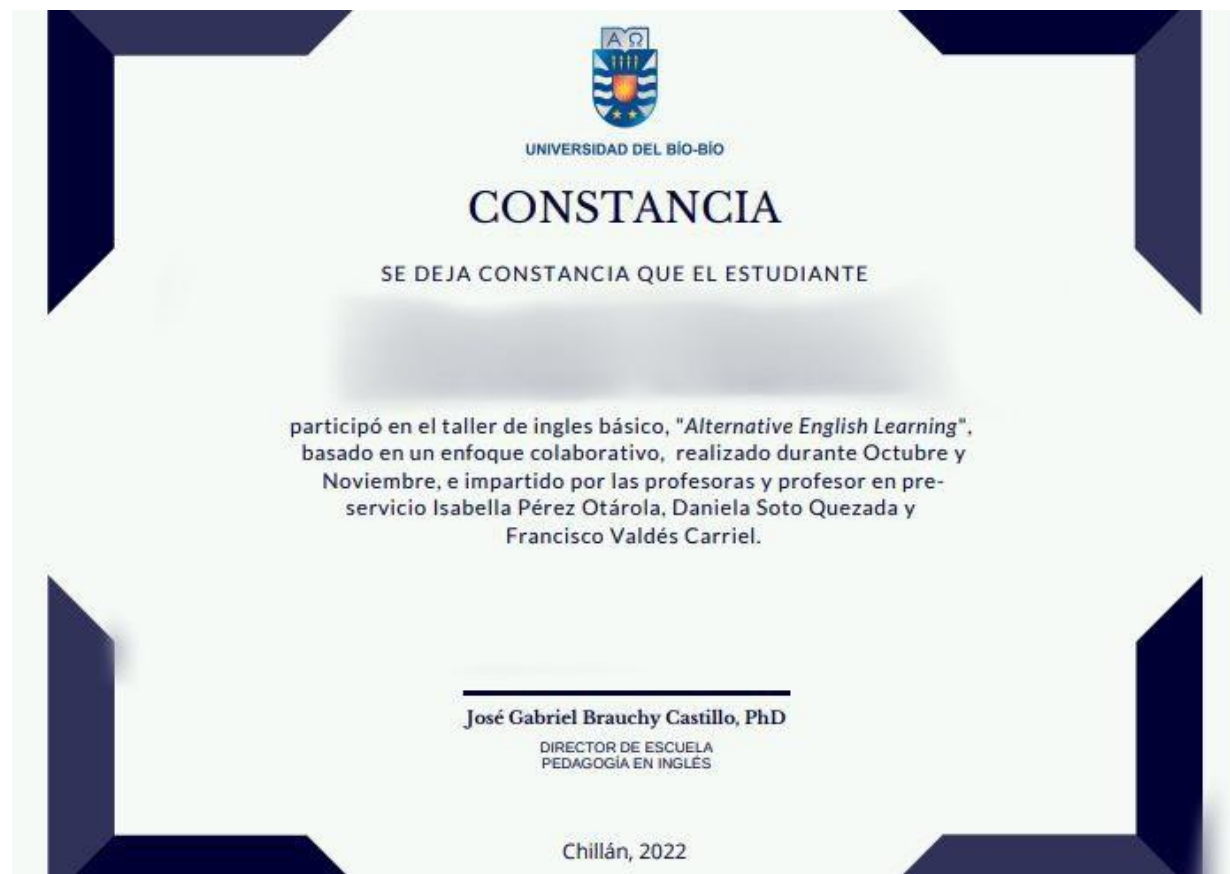 ΑΩ
UNIVERSIDAD DEL BÍO-BÍO
CONSTANCIA
SE DEJA CONSTANCIA QUE EL ESTUDIANTE
participó en el taller de ingles básico, "Alternative English Learning",
basado en un enfoque colaborativo, realizado durante Octubre y
Noviembre, e impartido por las profesoras y profesor en pre-
servicio Isabella Pérez Otárola, Daniela Soto Quezada y
Francisco Valdés Carriel.
José Gabriel Brauchy Castillo, PhD
DIRECTOR DE ESCUELA
PEDAGOGÍA EN INGLÉS
Chillán, 2022